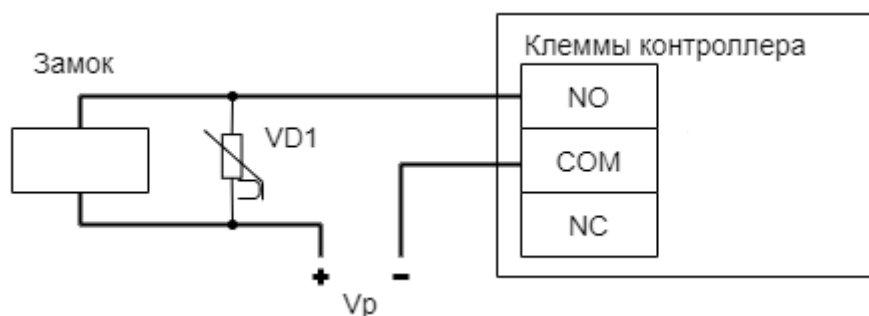 Клеммы контроллера
Замок
NO
VD1
COM
NC
+ -
Vp